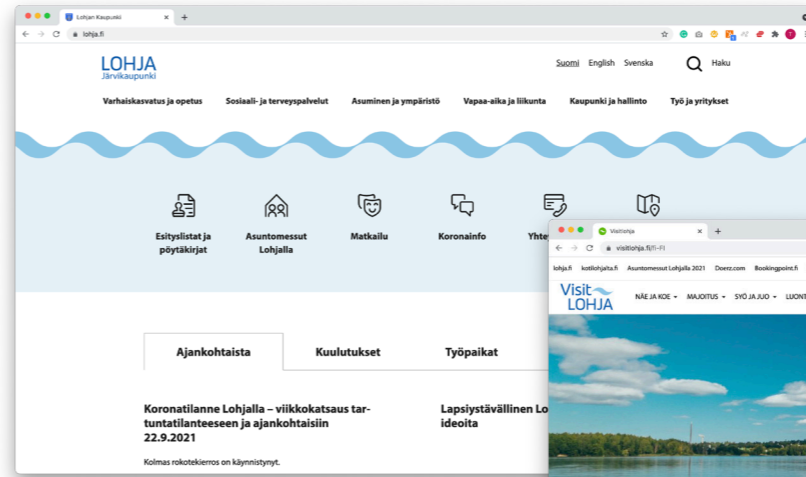 Lohjan Kaupunki
lohja.fi
LOHJA
Järvikaupunki
Suomi English Svenska Haku
Varhaiskasvatus ja opetus Sosiaali- ja terveyspalvelut Asuminen ja ympäristö Vapaa-aika ja liikunta Kaupunki ja hallinto Työ ja yritykset
Esityslistat ja
pöytäkirjat
Asuntomessut
Lohjalla
Matkailu
Koronainfo
Yhte
Ajankohtaista Kuulutukset Työpaikat
Koronatilanne Lohjalla – viikkokatsaus tar-
tuntatilanteeseen ja ajankohtaisiin
22.9.2021
Kolmas rokotekierros on käynnistynyt.
Lapsiystävällinen Lo
ideoita
Visitlohja
visitlohja.fi/fi-FI
lohja.fi kotilohjalta.fi Asuntomessut Lohjalla 2021 Doerz.com Bookingpoint.fi
Visit
LOHJA
NÄE JA KOE MAJOITUS SYÖ JA JUO LUONT